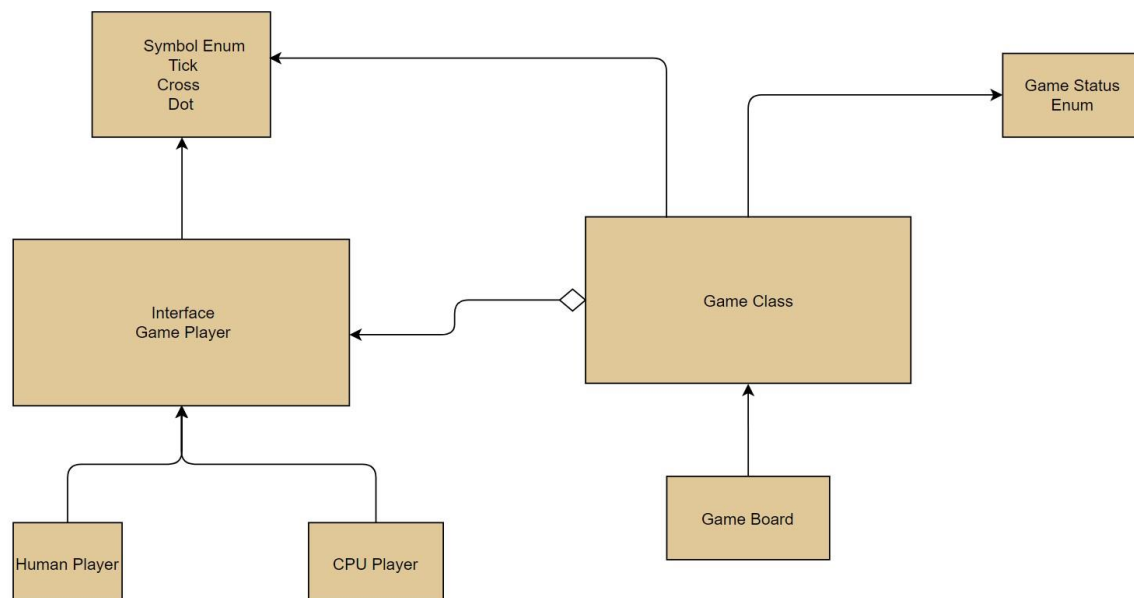 Symbol Enum
Tick
Cross
Dot
Game Status
Enum
Interface
Game Player
Game Class
Game Board
Human Player
CPU Player